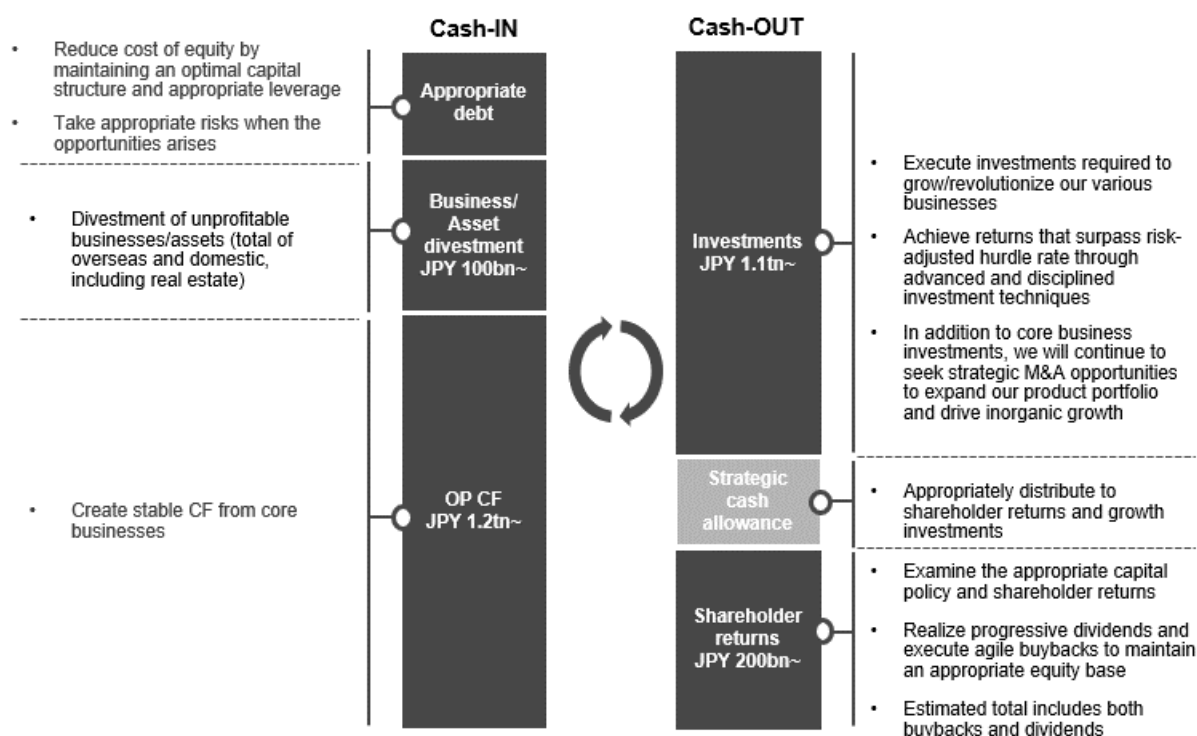 Cash-IN
Cash-OUT
• Reduce cost of equity by
maintaining an optimal capital
structure and appropriate leverage
• Take appropriate risks when the
opportunities arises
Appropriate
debt
• Divestment of unprofitable
businesses/assets (total of
overseas and domestic,
including real estate)
Business/
Asset
divestment
JPY 100bn~
• Create stable CF from core
businesses
OP CF
JPY 1.2tn~
Investments
JPY 1.1tn~
• Execute investments required to
grow/revolutionize our various
businesses
• Achieve returns that surpass risk-
adjusted hurdle rate through
advanced and disciplined
investment techniques
• In addition to core business
investments, we will continue to
seek strategic M&A opportunities
to expand our product portfolio
and drive inorganic growth
Strategic
cash
allowance
• Appropriately distribute to
shareholder returns and growth
investments
Shareholder
returns
JPY 200bn~
• Examine the appropriate capital
policy and shareholder returns
• Realize progressive dividends and
execute agile buybacks to maintain
an appropriate equity base
• Estimated total includes both
buybacks and dividends